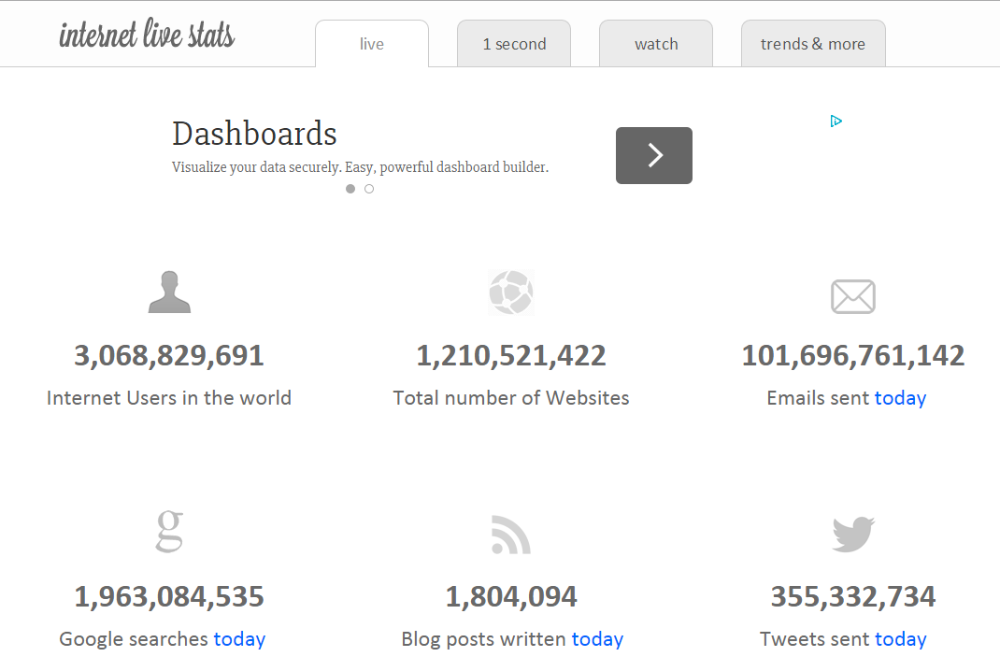 internet live stats
live
1 second
watch
trends & more
Dashboards
Visualize your data securely. Easy, powerful dashboard builder.
3,068,829,691
Internet Users in the world
1,210,521,422
Total number of Websites
101,696,761,142
Emails sent today
g
1,963,084,535
Google searches today
1,804,094
Blog posts written today
355,332,734
Tweets sent today